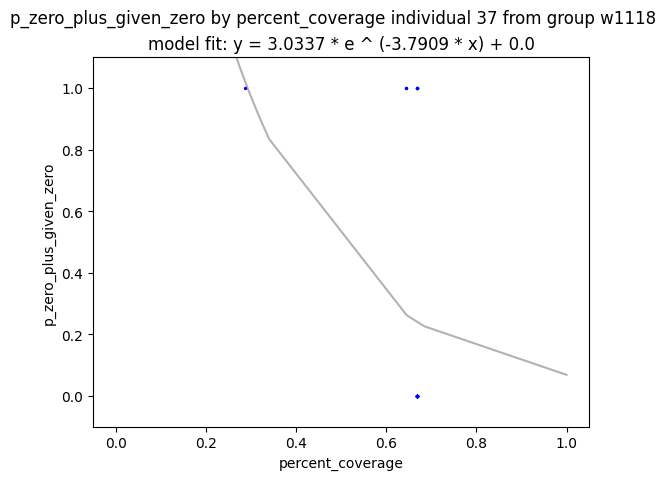 p_zero_plus_given_zero by percent_coverage individual 37 from group w1118
model fit: y = 3.0337 * e ^ (-3.7909 * x) + 0.0
p_zero_plus_given_zero
1.0
0.8
0.6
0.4
0.2
0.0
0.0 0.2 0.4 0.6 0.8 1.0
percent_coverage